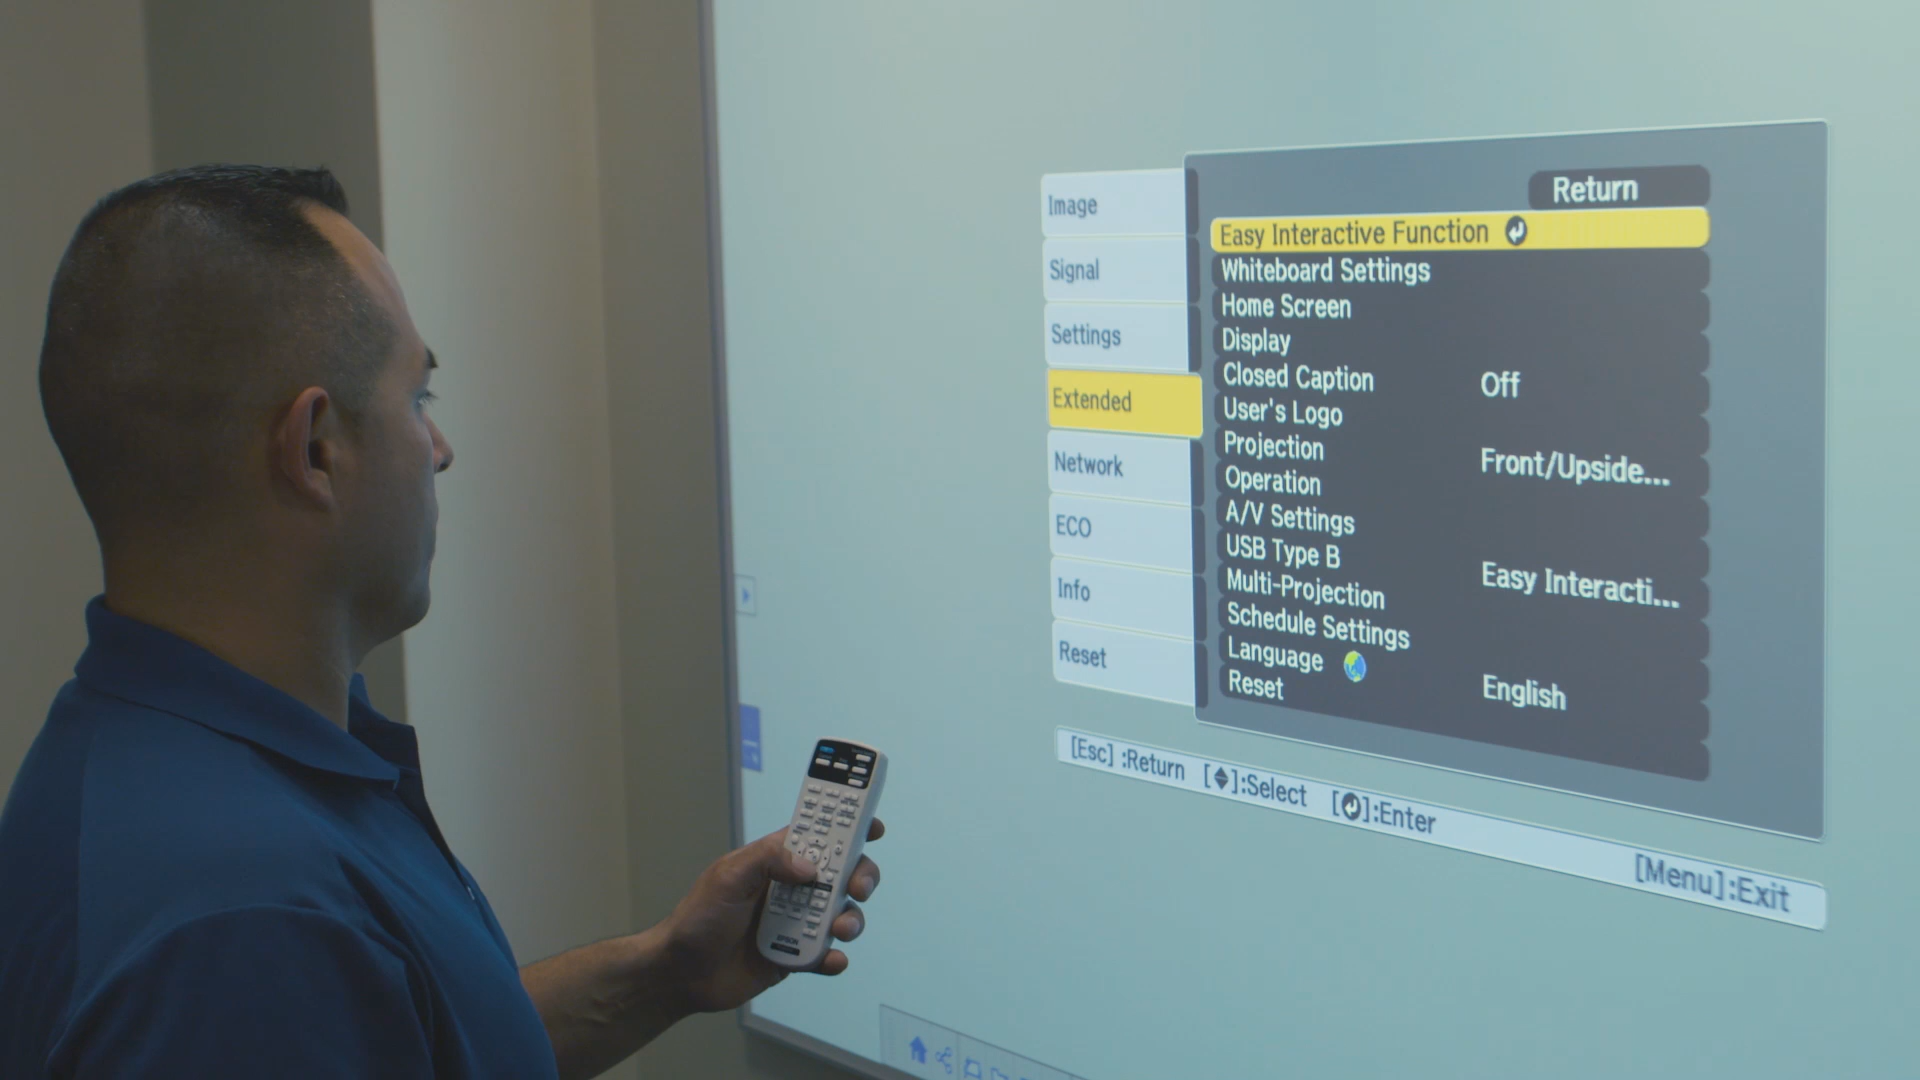 Image
Signal
Settings
Extended
Network
ECO
Info
Reset
Return
Easy Interactive Function
Whiteboard Settings
Home Screen
Display
Closed Caption Off
User's Logo
Projection Front/Upside...
Operation
A/V Settings
USB Type B Easy Interacti...
Multi-Projection
Schedule Settings
Language English
Reset
[Esc] :Return [ ]:Select [ ]:Enter
[Menu]:Exit
EPSON